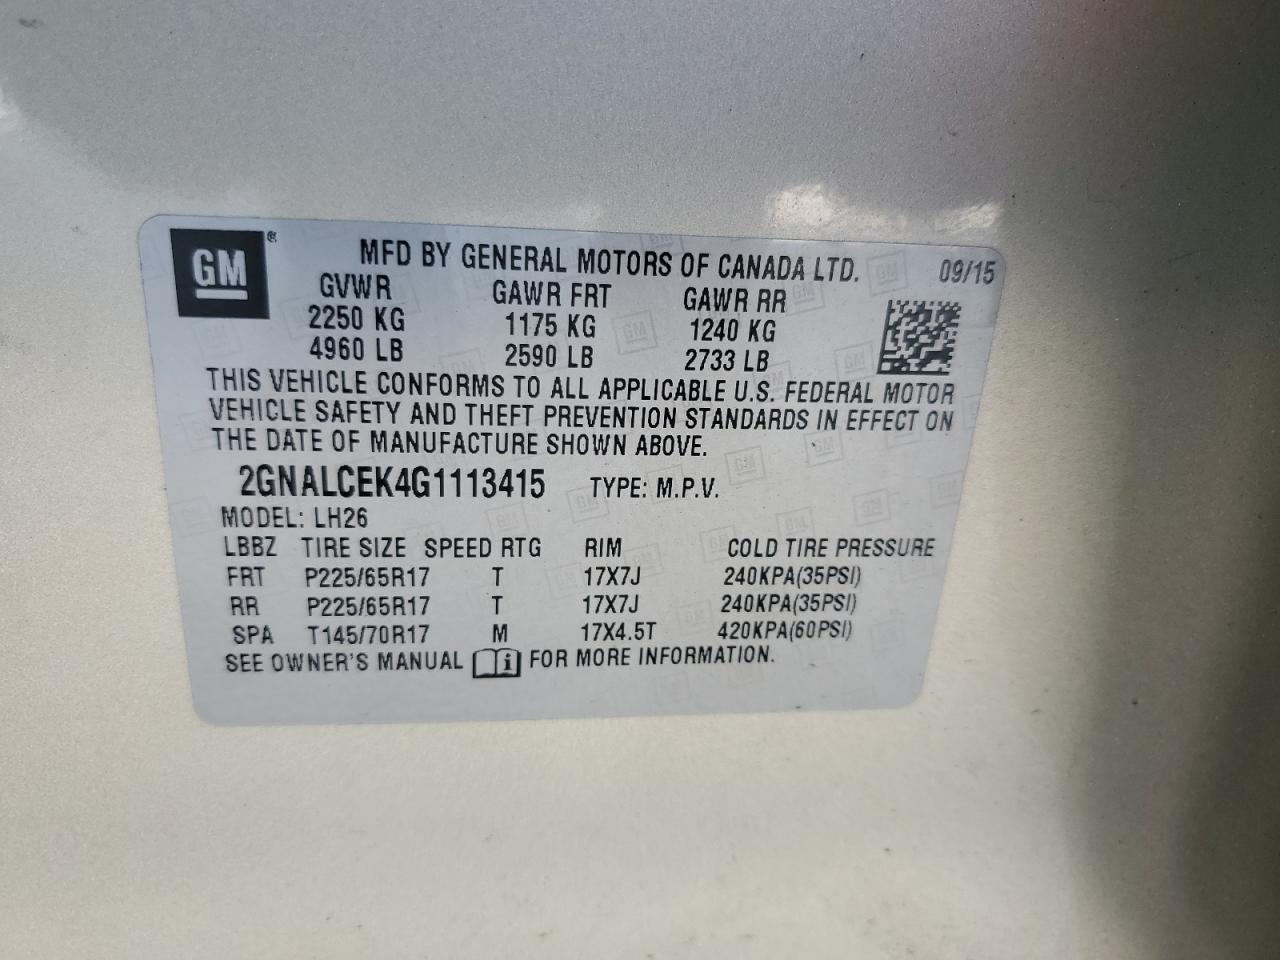 GM ®
MFD BY GENERAL MOTORS OF CANADA LTD. 09/15
GVWR GAWR FRT GAWR RR
2250 KG 1175 KG 1240 KG
4960 LB 2590 LB 2733 LB
THIS VEHICLE CONFORMS TO ALL APPLICABLE U.S. FEDERAL MOTOR
VEHICLE SAFETY AND THEFT PREVENTION STANDARDS IN EFFECT ON
THE DATE OF MANUFACTURE SHOWN ABOVE.
2GNALCEK4G1113415 TYPE: M.P.V.
MODEL: LH26
LBBZ TIRE SIZE SPEED RTG RIM COLD TIRE PRESSURE
FRT P225/65R17 T 17X7J 240KPA(35PSI)
RR P225/65R17 T 17X7J 240KPA(35PSI)
SPA T145/70R17 M 17X4.5T 420KPA(60PSI)
SEE OWNER'S MANUAL i FOR MORE INFORMATION.